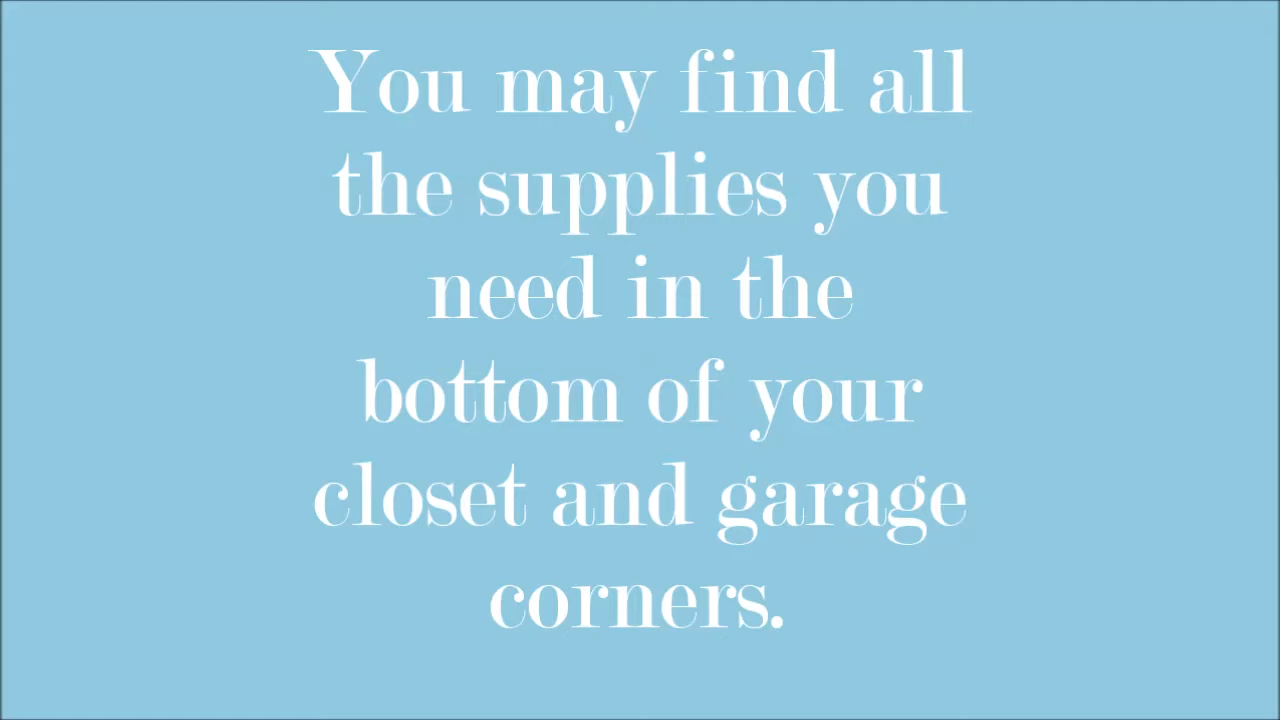 You may find all
the supplies you
need in the
bottom of your
closet and garage
corners.